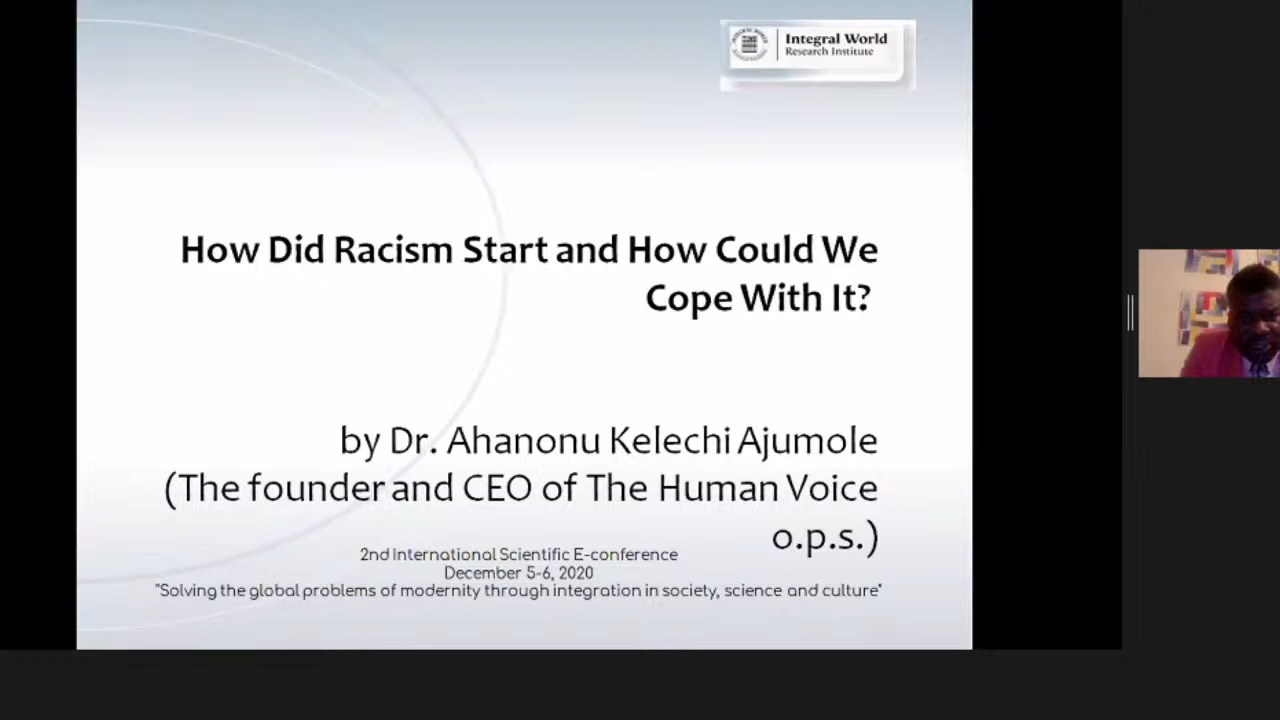 Integral World
Research Institute
How Did Racism Start and How Could We
Cope With It?
by Dr. Ahanonu Kelechi Ajumole
(The founder and CEO of The Human Voice
o.p.s.)
2nd International Scientific E-conference
December 5-6, 2020
"Solving the global problems of modernity through integration in society, science and culture"